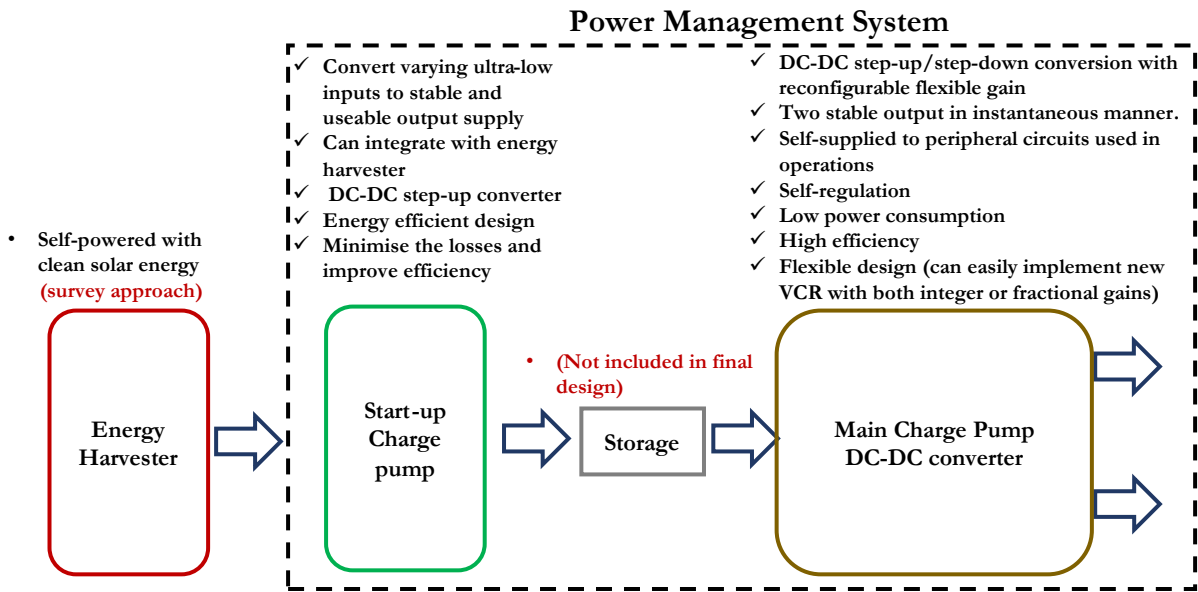 Power Management System
✓ Convert varying ultra-low
inputs to stable and
useable output supply
✓ Can integrate with energy
harvester
✓ DC-DC step-up converter
✓ Energy efficient design
✓ Minimise the losses and
improve efficiency
✓ DC-DC step-up/step-down conversion with
reconfigurable flexible gain
✓ Two stable output in instantaneous manner.
✓ Self-supplied to peripheral circuits used in
operations
✓ Self-regulation
✓ Low power consumption
✓ High efficiency
✓ Flexible design (can easily implement new
VCR with both integer or fractional gains)
• Self-powered with
clean solar energy
(survey approach)
• (Not included in final
design)
Energy
Harvester
Start-up
Charge
pump
Storage
Main Charge Pump
DC-DC converter